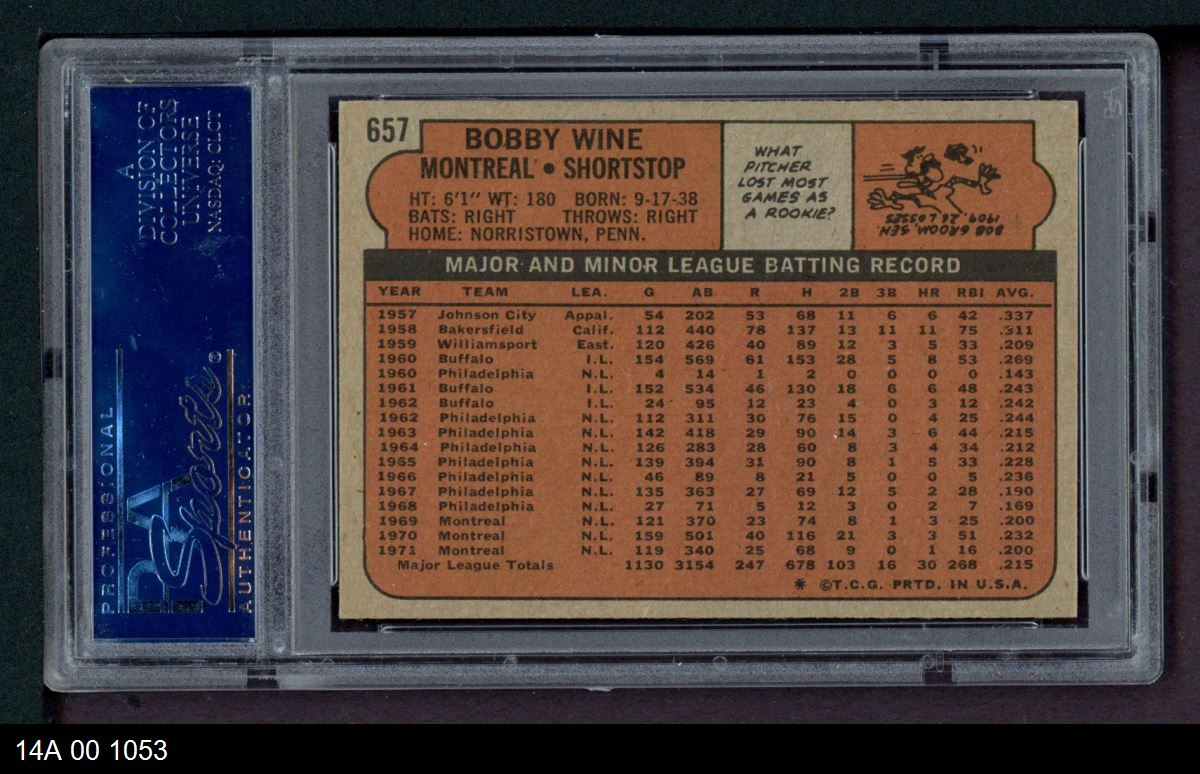 A
DIVISION OF
COLLECTORS
UNIVERSE
NASDAQ: CLCT
PROFESSIONAL
PSA
Sports®
AUTHENTICATOR
657
BOBBY WINE
MONTREAL • SHORTSTOP
HT: 6'1" WT: 180 BORN: 9-17-38
BATS: RIGHT THROWS: RIGHT
HOME: NORRISTOWN, PENN.
WHAT
PITCHER
LOST MOST
GAMES AS
A ROOKIE?
BOB GROOM, SEN.
1909, 26 LOSSES
MAJOR AND MINOR LEAGUE BATTING RECORD
YEAR TEAM LEA. G AB R H 2B 3B HR RBI AVG.
1957 Johnson City Appal. 54 202 53 68 11 6 6 42 .337
1958 Bakersfield Calif. 112 440 78 137 13 11 11 75 .311
1959 Williamsport East. 120 426 40 89 12 3 5 33 .209
1960 Buffalo I.L. 154 569 61 153 28 5 8 53 .269
1960 Philadelphia N.L. 4 14 1 2 0 0 0 0 .143
1961 Buffalo I.L. 152 534 46 130 18 6 6 48 .243
1962 Buffalo I.L. 24 95 12 23 4 0 3 12 .242
1962 Philadelphia N.L. 112 311 30 76 15 0 4 25 .244
1963 Philadelphia N.L. 142 418 29 90 14 3 6 44 .215
1964 Philadelphia N.L. 126 283 28 60 8 3 4 34 .212
1965 Philadelphia N.L. 139 394 31 90 8 1 5 33 .228
1966 Philadelphia N.L. 46 89 8 21 5 0 0 5 .236
1967 Philadelphia N.L. 135 363 27 69 12 5 2 28 .190
1968 Philadelphia N.L. 27 71 5 12 3 0 2 7 .169
1969 Montreal N.L. 121 370 23 74 8 1 3 25 .200
1970 Montreal N.L. 159 501 40 116 21 3 3 51 .232
1971 Montreal N.L. 119 340 25 68 9 0 1 16 .200
Major League Totals 1130 3154 247 678 103 16 30 268 .215
* ©T.C.G. PRTD. IN U.S.A.
14A 00 1053